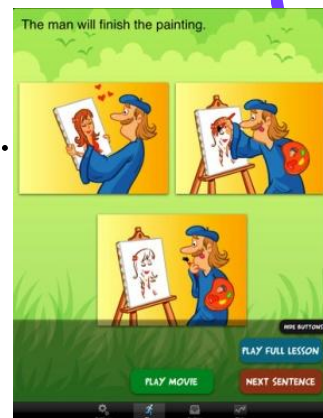 The man will finish the painting.
HIDE BUTTONS
PLAY FULL LESSON
PLAY MOVIE
NEXT SENTENCE